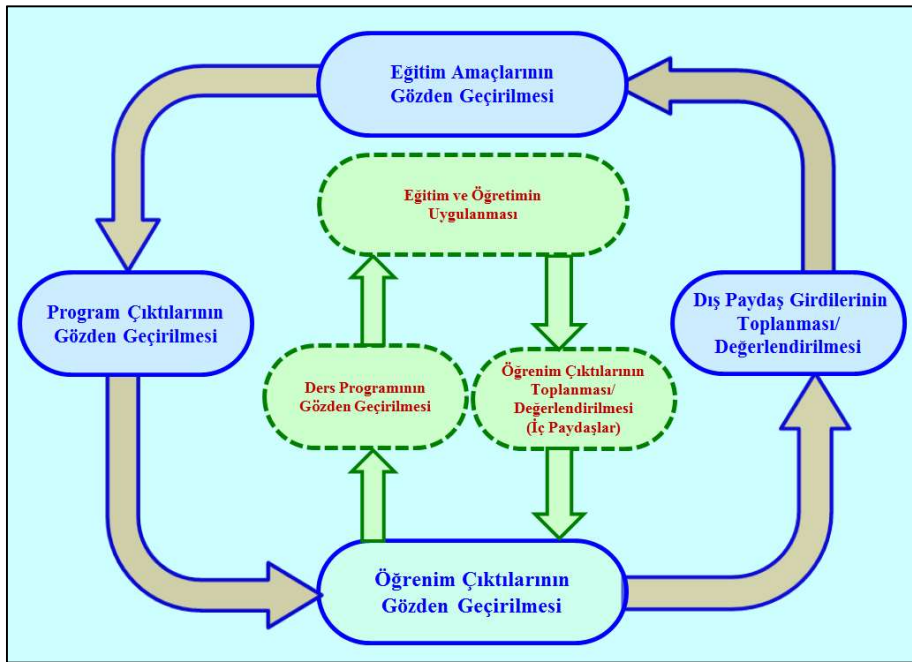 Eğitim Amaçlarının
Gözden Geçirilmesi
Eğitim ve Öğretimin
Uygulanması
Program Çıktılarının
Gözden Geçirilmesi
Dış Paydaş Girdilerinin
Toplanması/
Değerlendirilmesi
Ders Programının
Gözden Geçirilmesi
Öğrenim Çıktılarının
Toplanması/
Değerlendirilmesi
(İç Paydaşlar)
Öğrenim Çıktılarının
Gözden Geçirilmesi